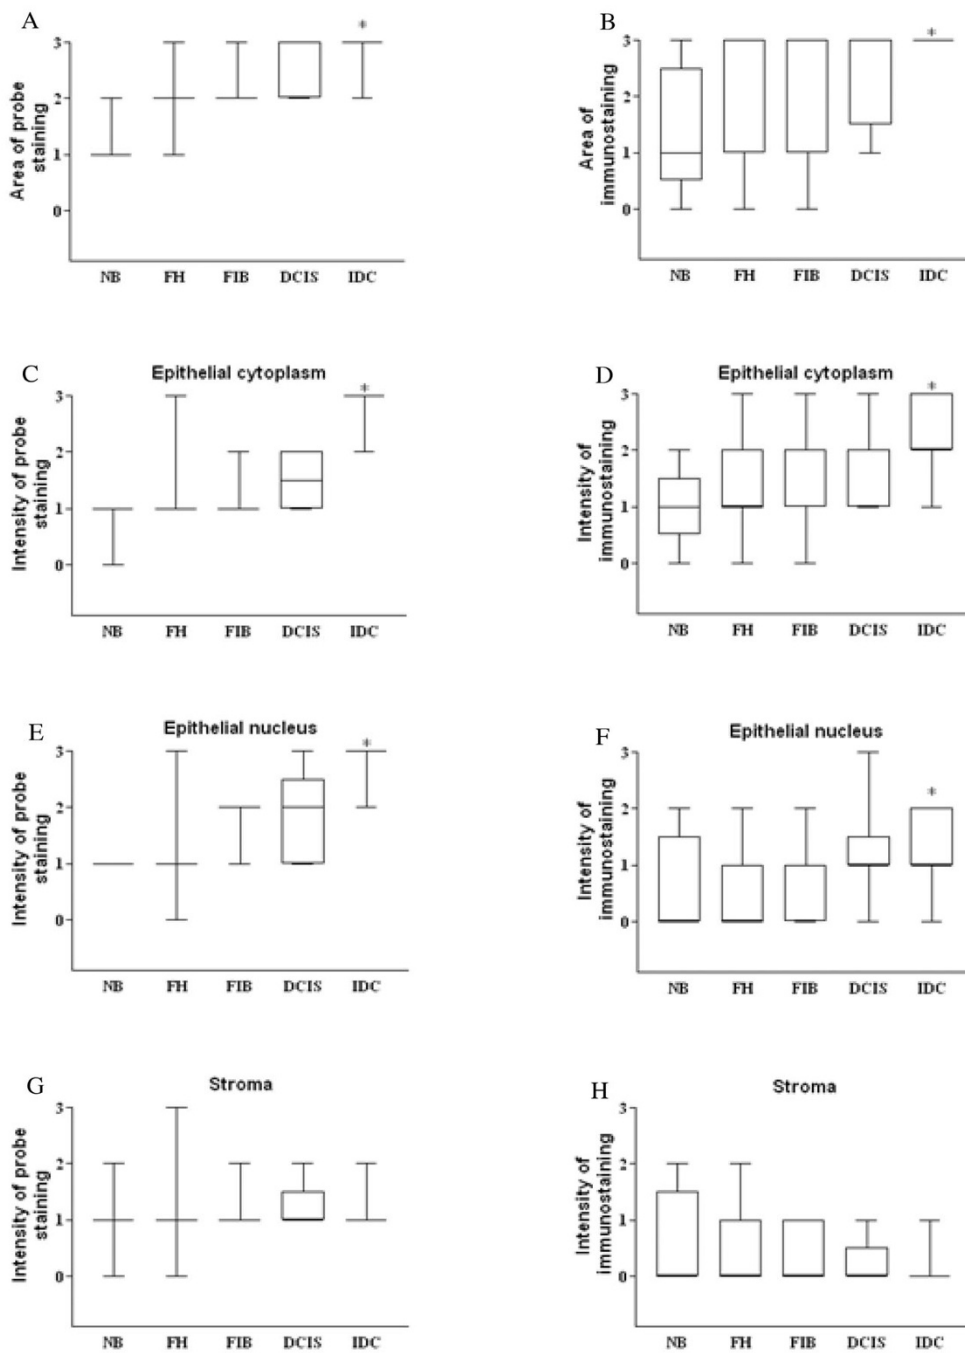 A
*
3
2
1
0
Area of probe
staining
NB FH FIB DCIS IDC
B
*
3
2
1
0
Area of
immunostaining
NB FH FIB DCIS IDC
C
Epithelial cytoplasm
*
3
2
1
0
Intensity of probe
staining
NB FH FIB DCIS IDC
D
Epithelial cytoplasm
*
3
2
1
0
Intensity of
immunostaining
NB FH FIB DCIS IDC
E
Epithelial nucleus
*
3
2
1
0
Intensity of probe
staining
NB FH FIB DCIS IDC
F
Epithelial nucleus
*
3
2
1
0
Intensity of
immunostaining
NB FH FIB DCIS IDC
G
Stroma
3
2
1
0
Intensity of probe
staining
NB FH FIB DCIS IDC
H
Stroma
3
2
1
0
Intensity of
immunostaining
NB FH FIB DCIS IDC